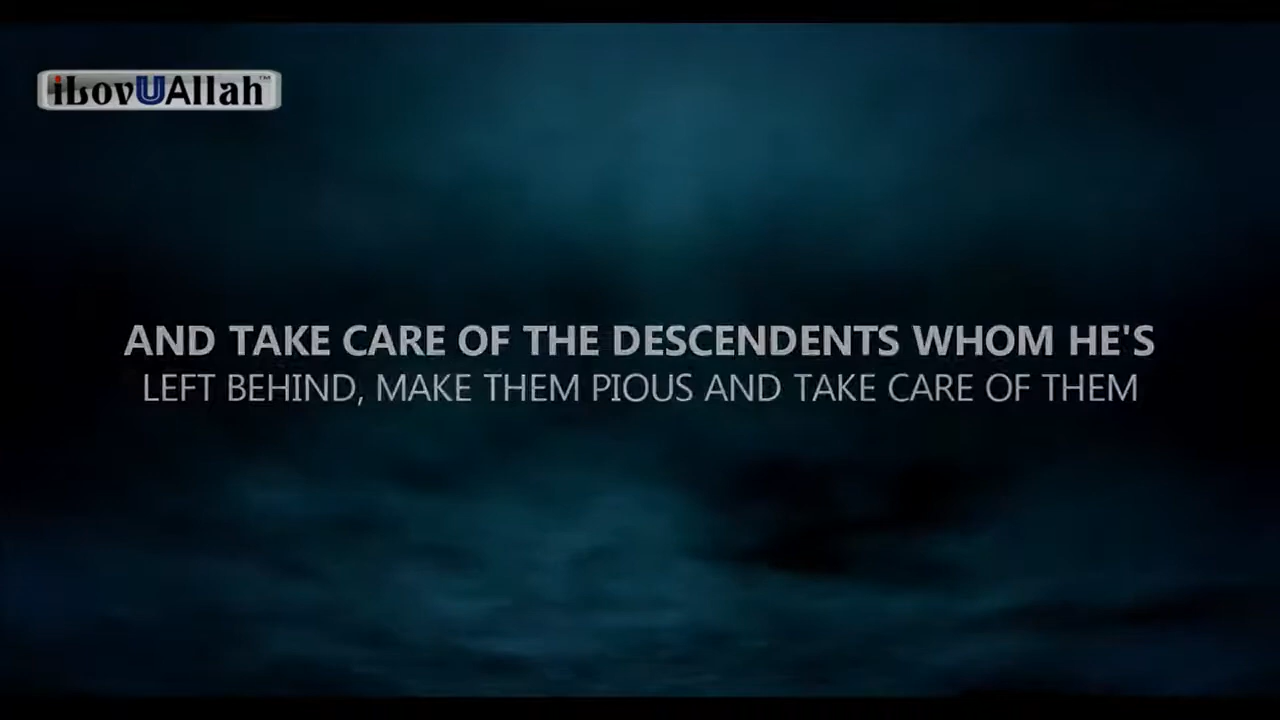 iLovUAllah™
AND TAKE CARE OF THE DESCENDENTS WHOM HE'S
LEFT BEHIND, MAKE THEM PIOUS AND TAKE CARE OF THEM